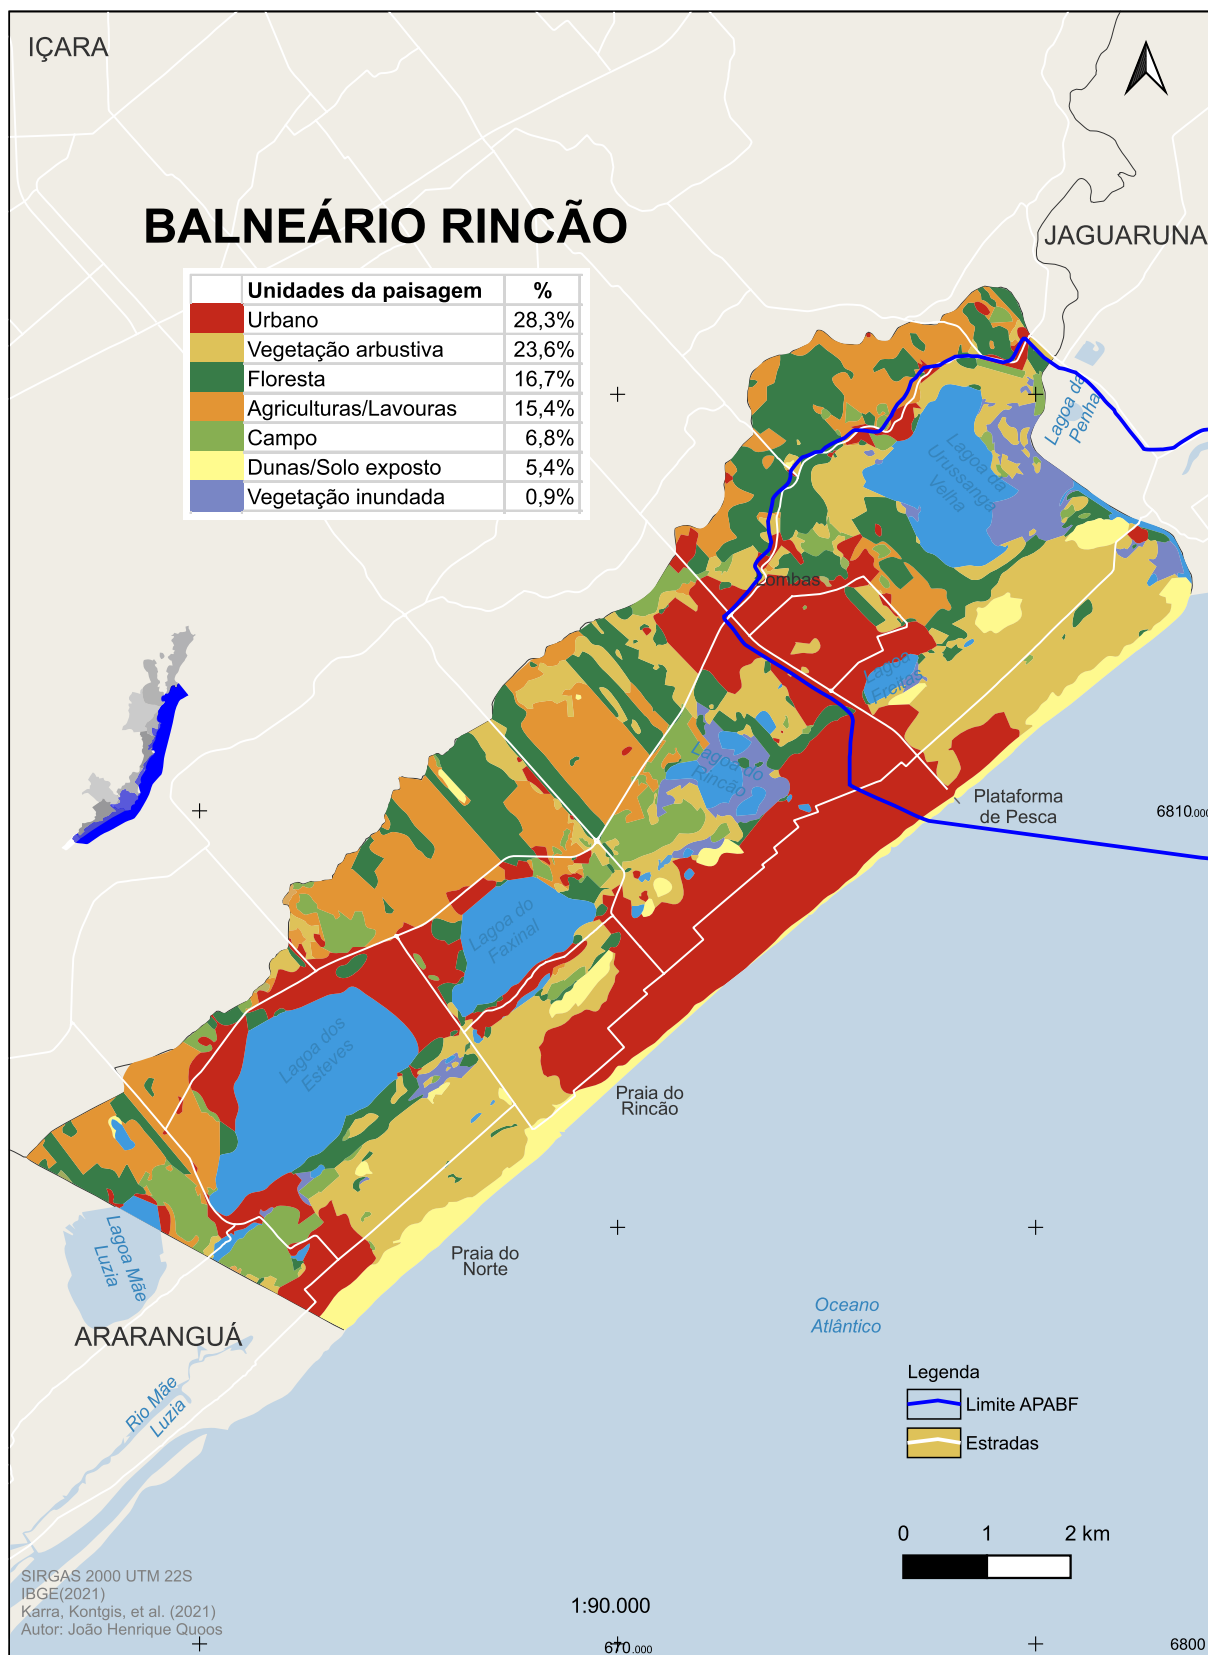 IÇARA
JAGUARUNA
BALNEÁRIO RINCÃO
Unidades da paisagem %
Urbano 28,3%
Vegetação arbustiva 23,6%
Floresta 16,7%
Agriculturas/Lavouras 15,4%
Campo 6,8%
Dunas/Solo exposto 5,4%
Vegetação inundada 0,9%
Lagoa da
Penha
Lagoa da
Urussanga
Velha
Lagoa
Freitas
Lagoa do
Rincão
Plataforma
de Pesca
6810.000
Lagoa do
Faxinal
Lagoa dos
Esteves
Praia do
Rincão
Lagoa Mãe
Luzia
Praia do
Norte
Oceano
Atlântico
ARARANGUÁ
Rio Mãe
Luzia
Legenda
Limite APABF
Estradas
0 1 2 km
SIRGAS 2000 UTM 22S
IBGE(2021)
Karra, Kontgis, et al. (2021)
Autor: João Henrique Quoos
1:90.000
670.000
6800